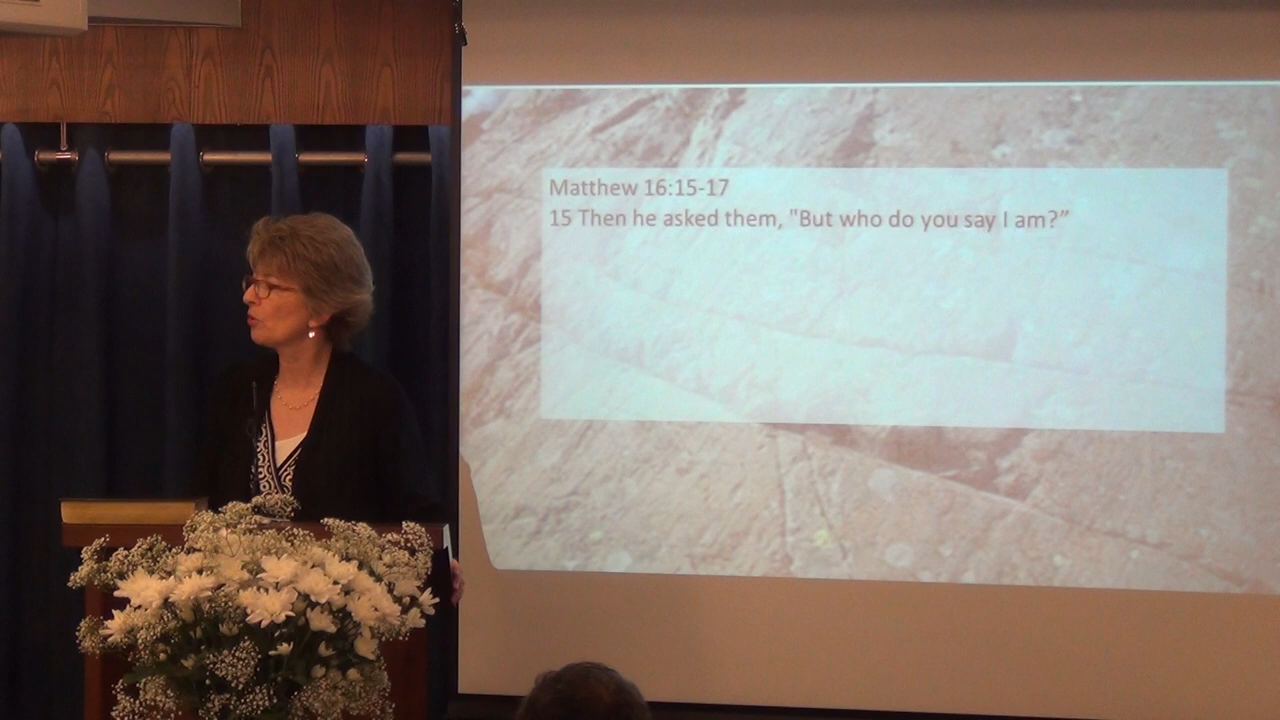 Matthew 16:15-17
15 Then he asked them, "But who do you say I am?”